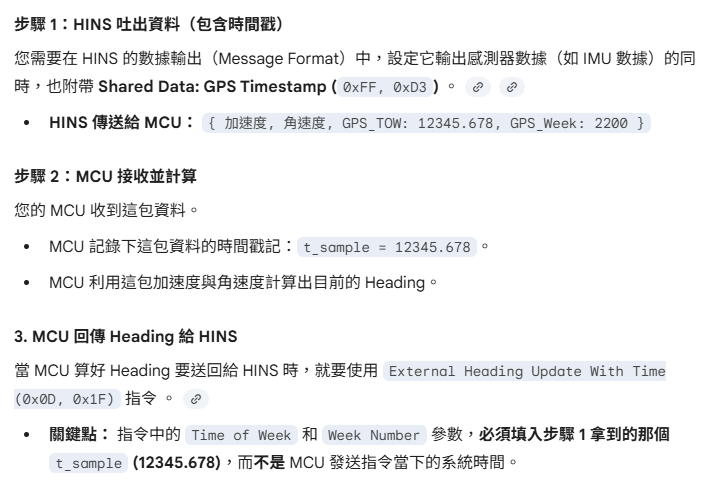 步驟 1：HINS 吐出資料（包含時間戳）
您需要在 HINS 的數據輸出（Message Format）中，設定它輸出感測器數據（如 IMU 數據）的同
時，也附帶 Shared Data: GPS Timestamp (0xFF, 0xD3) 。
• HINS 傳送給 MCU： { 加速度, 角速度, GPS_TOW: 12345.678, GPS_Week: 2200 }
步驟 2：MCU 接收並計算
您的 MCU 收到這包資料。
• MCU 記錄下這包資料的時間戳記：t_sample = 12345.678。
• MCU 利用這包加速度與角速度計算出目前的 Heading。
3. MCU 回傳 Heading 給 HINS
當 MCU 算好 Heading 要送回給 HINS 時，就要使用 External Heading Update With Time
(0x0D, 0x1F) 指令 。
• 關鍵點： 指令中的 Time of Week 和 Week Number 參數，必須填入步驟 1 拿到的那個
t_sample (12345.678)，而不是 MCU 發送指令當下的系統時間。